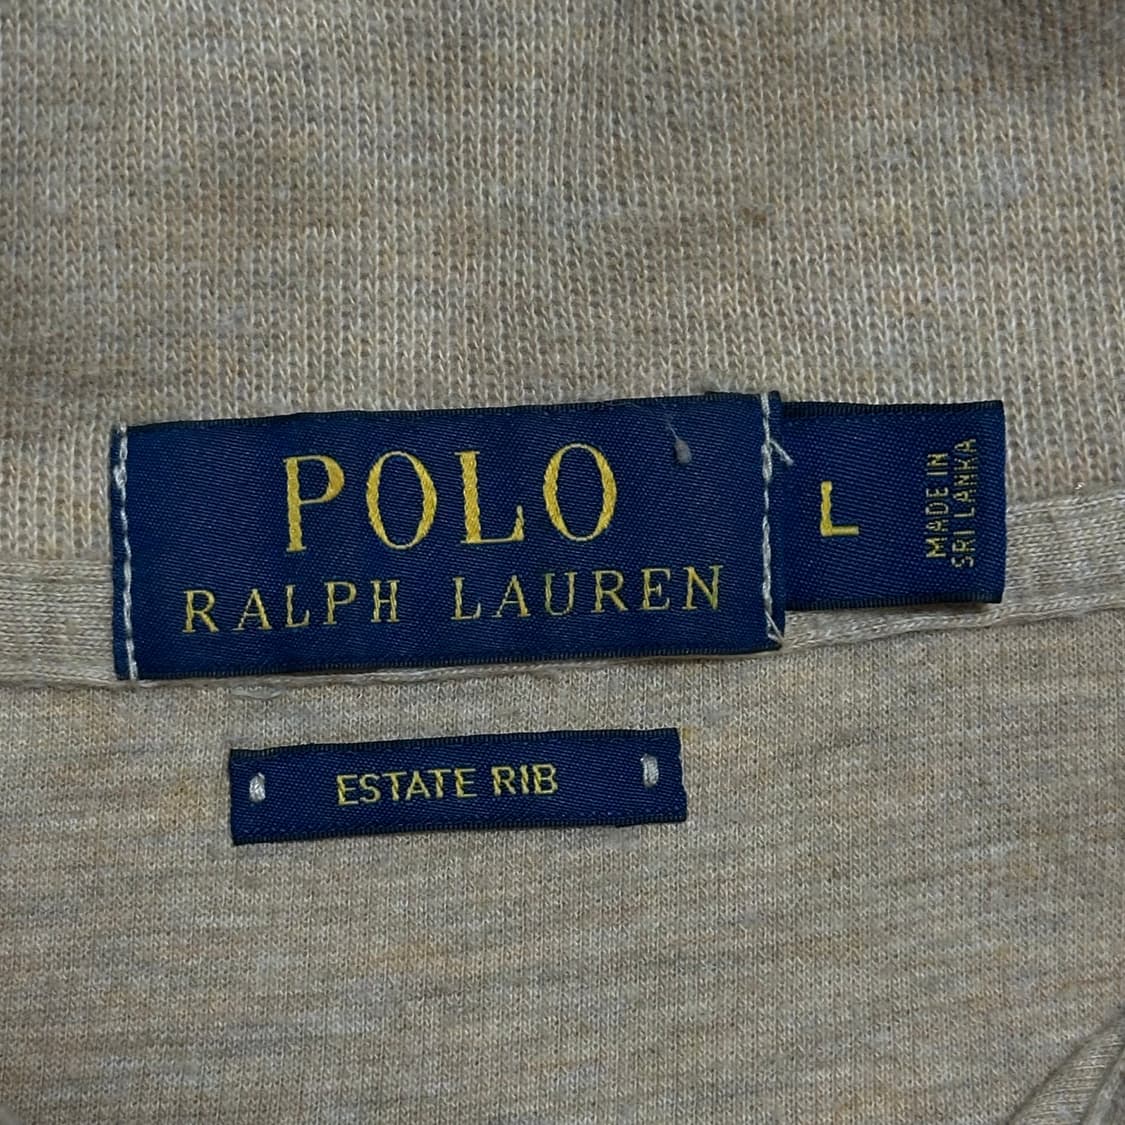 POLO
RALPH LAUREN
L
MADE IN
SRI LANKA
ESTATE RIB